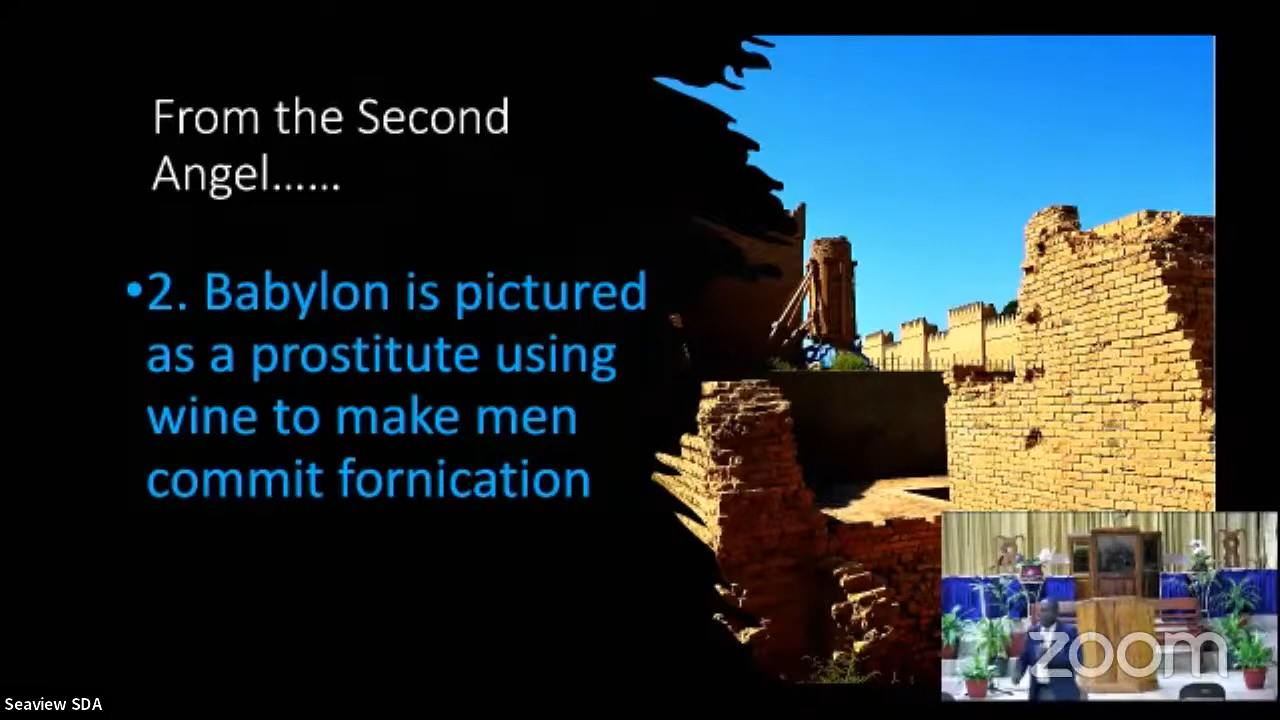 From the Second
Angel......
•2. Babylon is pictured
as a prostitute using
wine to make men
commit fornication
zoom
Seaview SDA